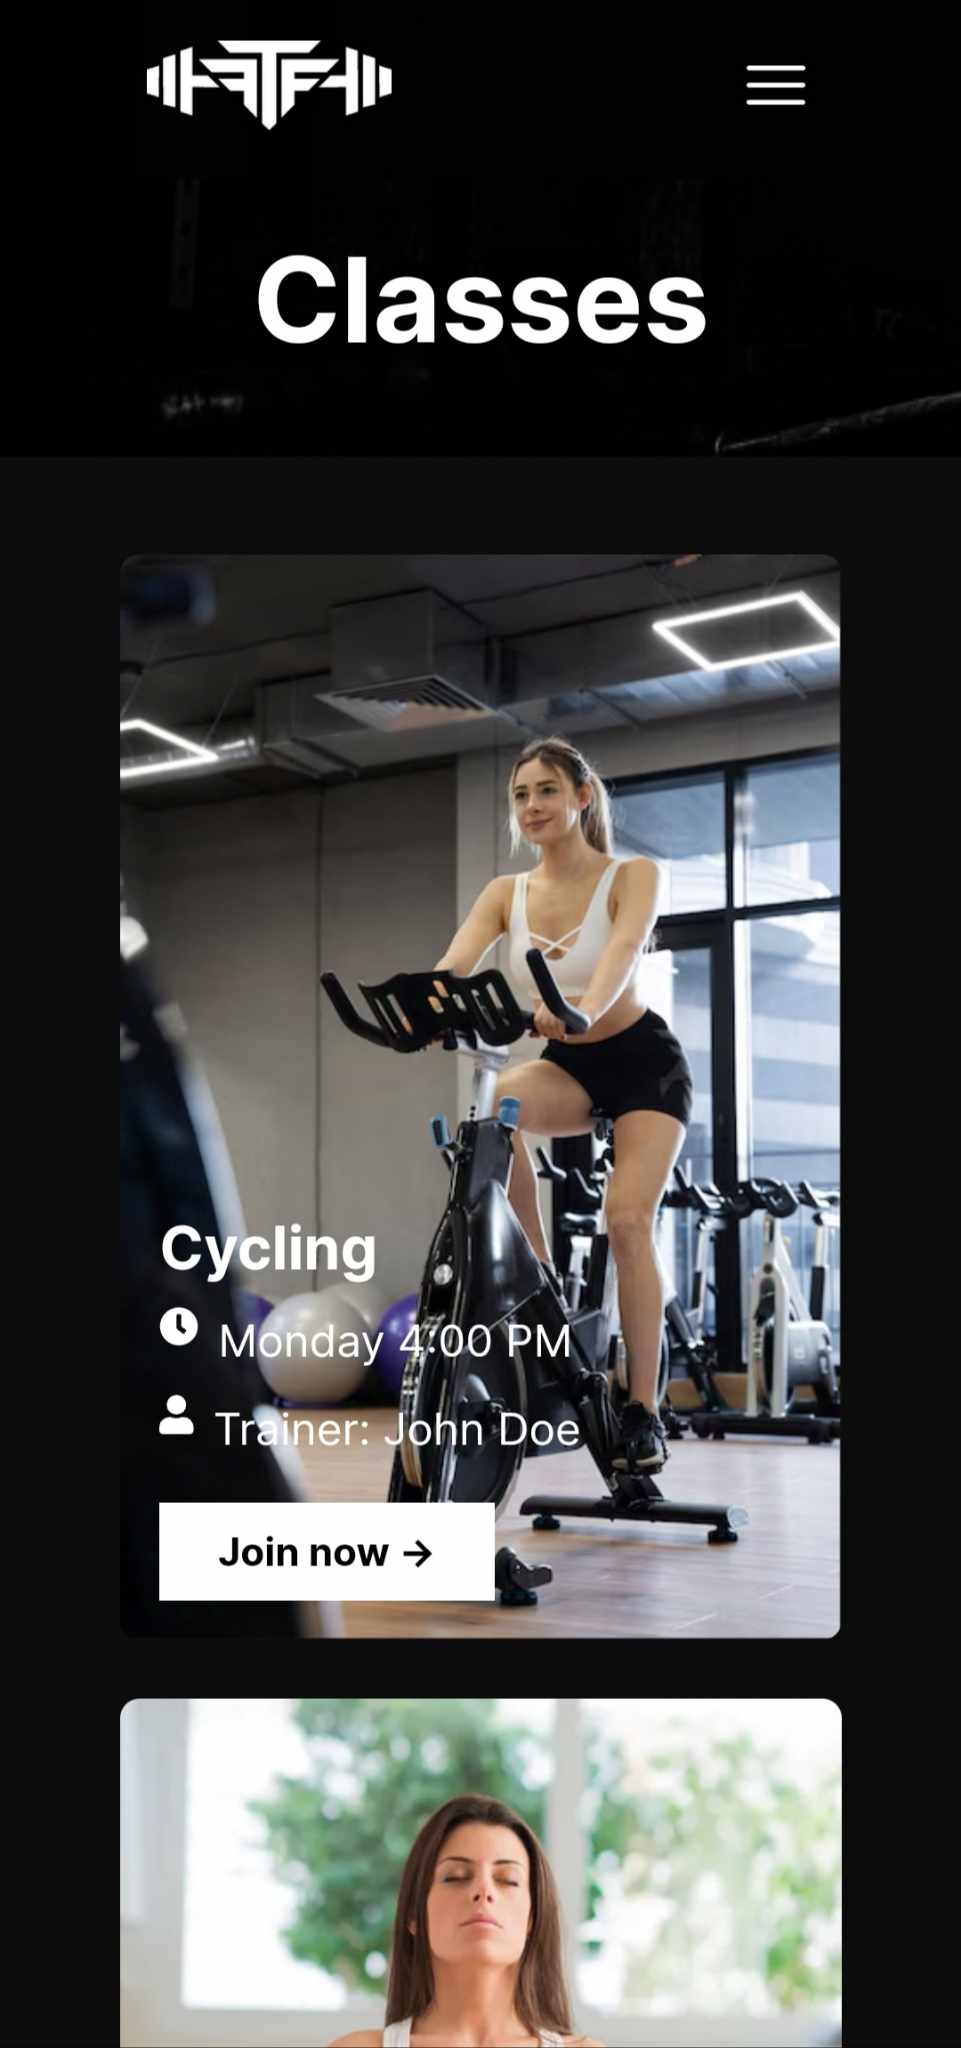 Classes
Cycling
Monday 4:00 PM
Trainer: John Doe
Join now →